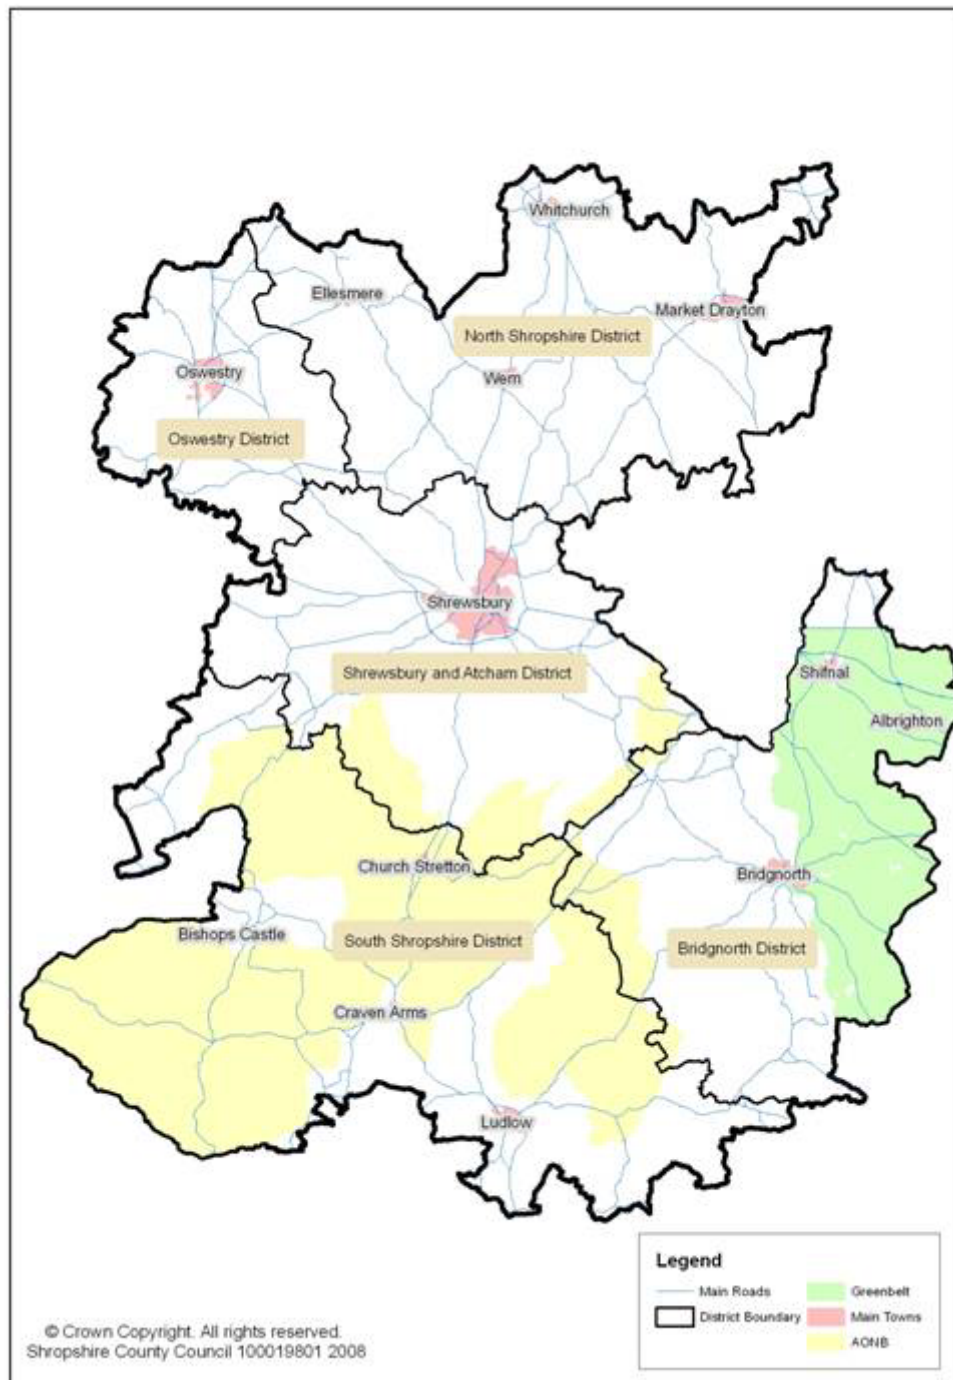 Whitchurch
Ellesmere
Market Drayton
North Shropshire District
Oswestry
Wem
Oswestry District
Shrewsbury
Shrewsbury and Atcham District
Shifnal
Albrighton
Church Stretton
Bridgnorth
Bishops Castle
South Shropshire District
Bridgnorth District
Craven Arms
Ludlow
Legend
Main Roads
Greenbelt
District Boundary
Main Towns
AONB
© Crown Copyright. All rights reserved.
Shropshire County Council 100019801 2008